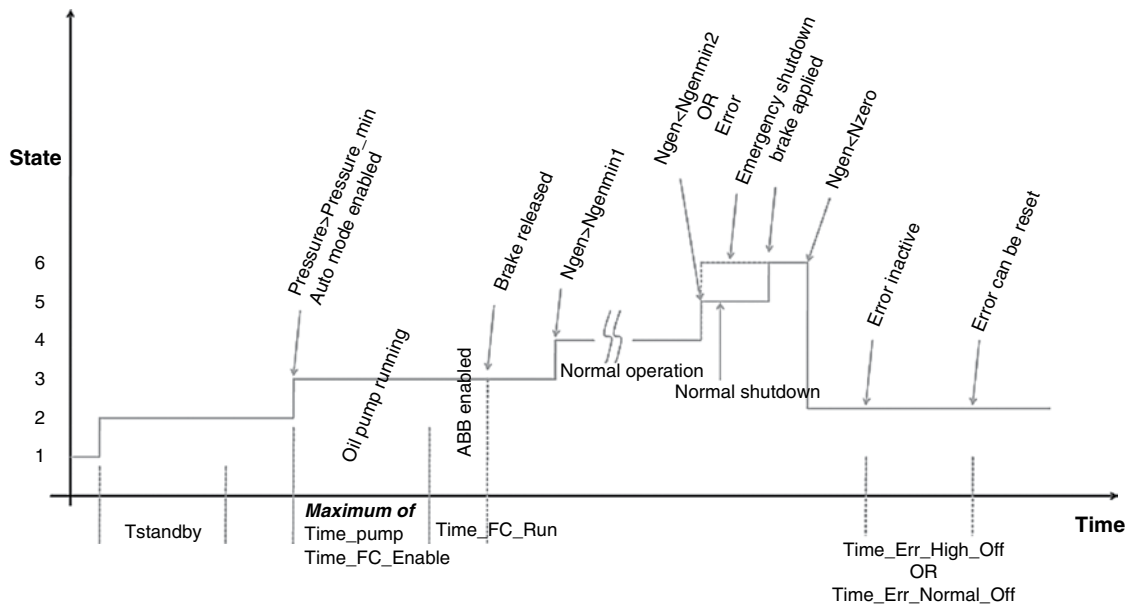 State
6
5
4
3
2
1
Pressure>Pressure_min
Auto mode enabled
Oil pump running
ABB enabled
Brake released
Ngen>Ngenmin1
Normal operation
Ngen<Ngenmin2
OR
Error
Emergency shutdown
brake applied
Normal shutdown
Ngen<Nzero
Error inactive
Error can be reset
Tstandby
Maximum of
Time_pump
Time_FC_Enable
Time_FC_Run
Time_Err_High_Off
OR
Time_Err_Normal_Off
Time